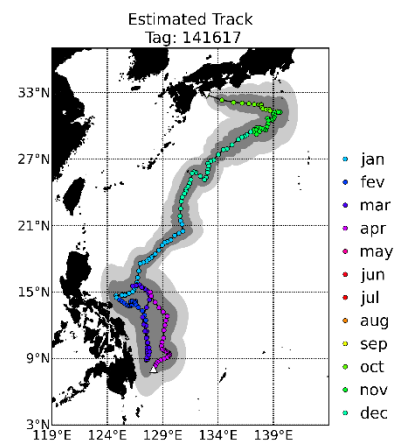 Estimated Track
Tag: 141617
33°N
27°N
21°N
15°N
9°N
3°N
119°E 124°E 129°E 134°E 139°E
jan
fev
mar
apr
may
jun
jul
aug
sep
oct
nov
dec